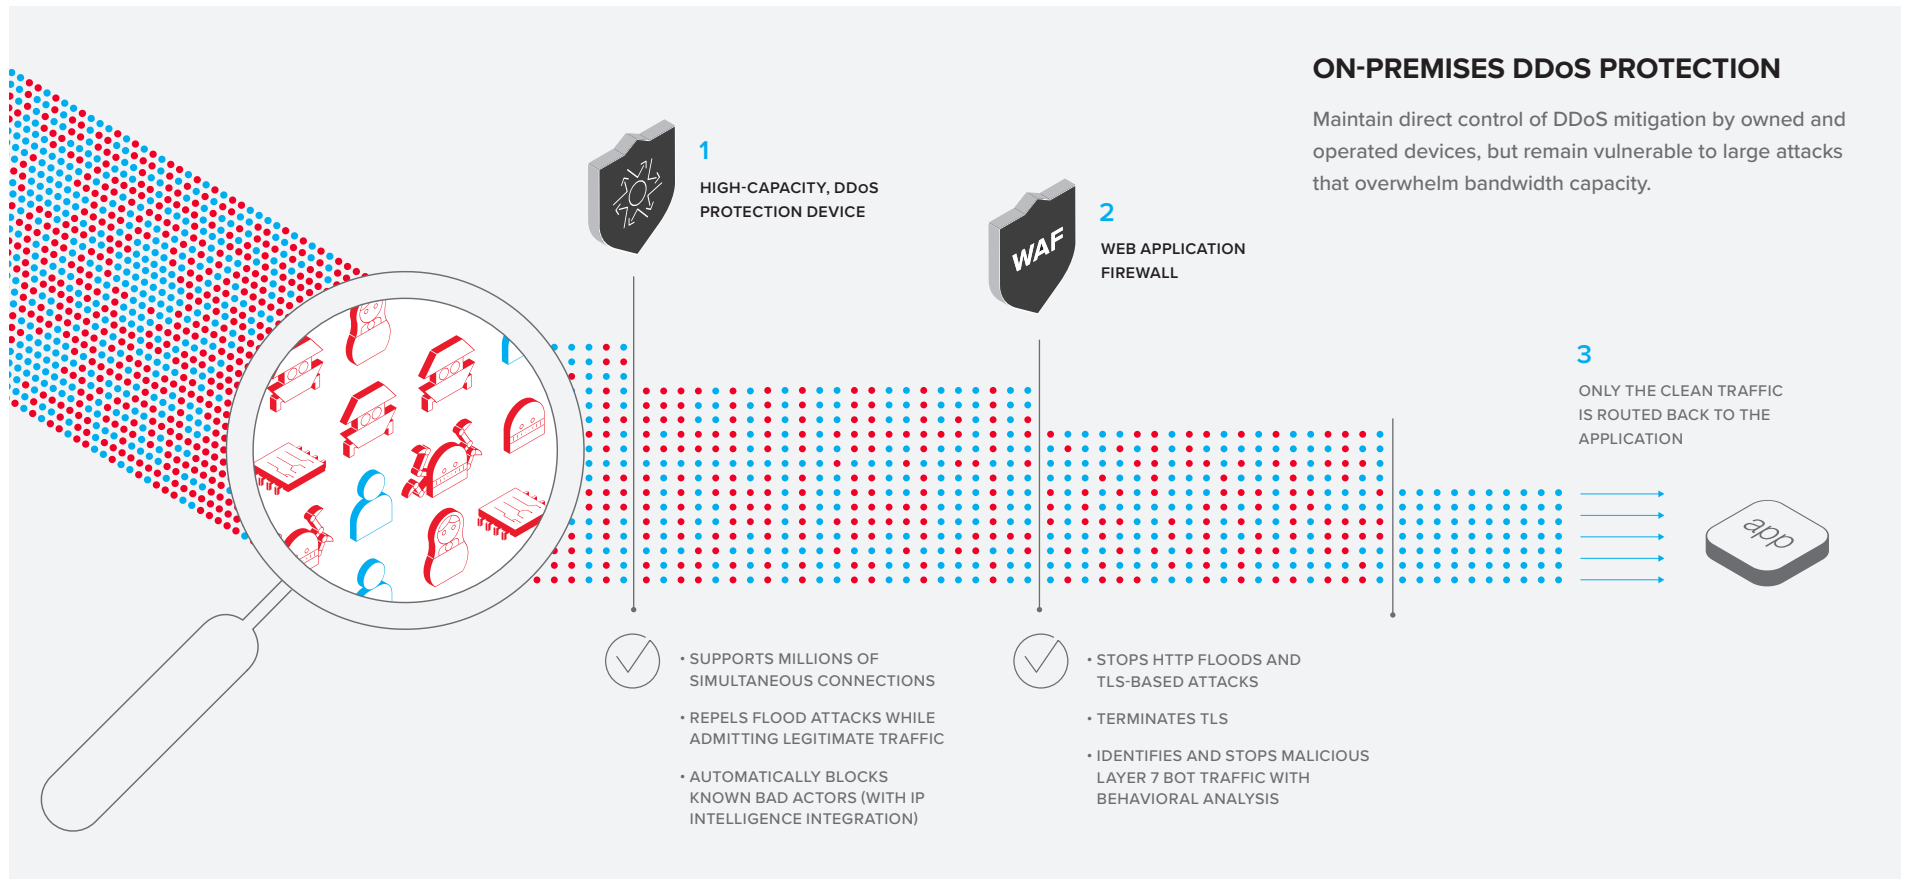 ON-PREMISES DDoS PROTECTION
Maintain direct control of DDoS mitigation by owned and
operated devices, but remain vulnerable to large attacks
that overwhelm bandwidth capacity.
1
HIGH-CAPACITY, DDoS
PROTECTION DEVICE
WAF
2
WEB APPLICATION
FIREWALL
3
ONLY THE CLEAN TRAFFIC
IS ROUTED BACK TO THE
APPLICATION
app
• SUPPORTS MILLIONS OF
SIMULTANEOUS CONNECTIONS
• REPELS FLOOD ATTACKS WHILE
ADMITTING LEGITIMATE TRAFFIC
• AUTOMATICALLY BLOCKS
KNOWN BAD ACTORS (WITH IP
INTELLIGENCE INTEGRATION)
• STOPS HTTP FLOODS AND
TLS-BASED ATTACKS
• TERMINATES TLS
• IDENTIFIES AND STOPS MALICIOUS
LAYER 7 BOT TRAFFIC WITH
BEHAVIORAL ANALYSIS